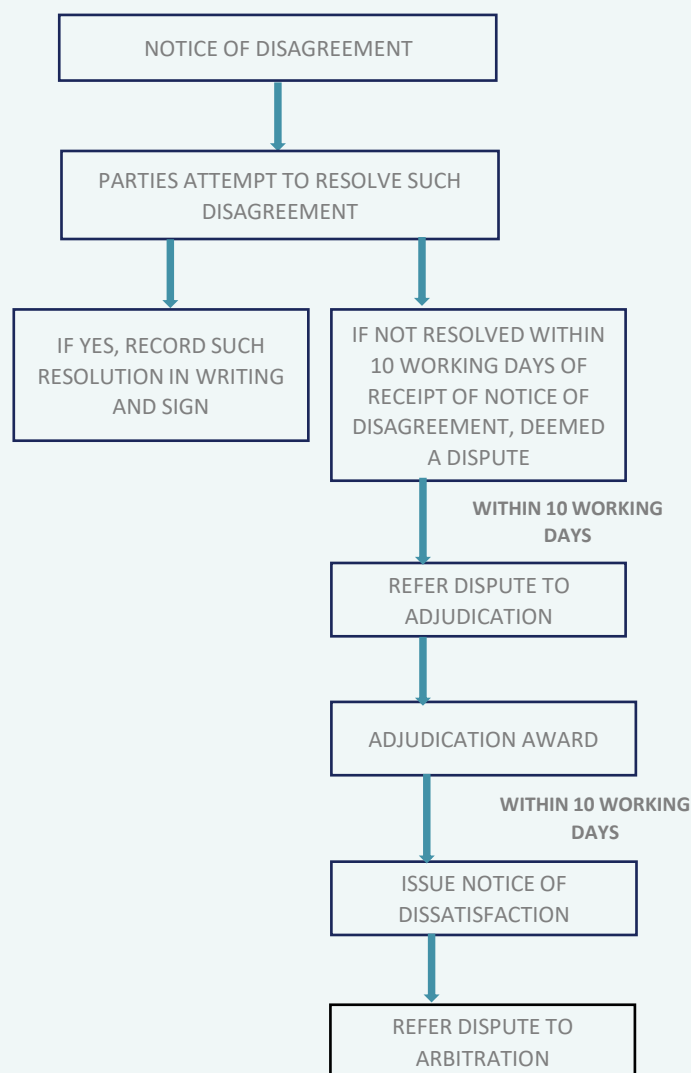 NOTICE OF DISAGREEMENT
PARTIES ATTEMPT TO RESOLVE SUCH
DISAGREEMENT
IF YES, RECORD SUCH
RESOLUTION IN WRITING
AND SIGN
IF NOT RESOLVED WITHIN
10 WORKING DAYS OF
RECEIPT OF NOTICE OF
DISAGREEMENT, DEEMED
A DISPUTE
WITHIN 10 WORKING
DAYS
REFER DISPUTE TO
ADJUDICATION
ADJUDICATION AWARD
WITHIN 10 WORKING
DAYS
ISSUE NOTICE OF
DISSATISFACTION
REFER DISPUTE TO
ARBITRATION